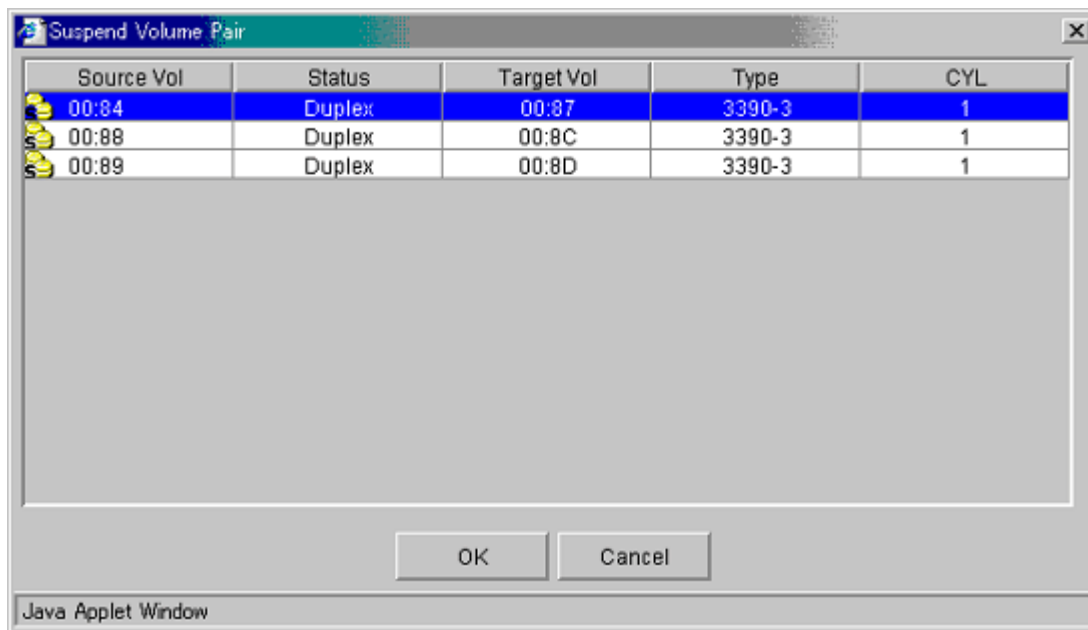 Suspend Volume Pair
Source Vol Status Target Vol Type CYL
00:84 Duplex 00:87 3390-3 1
S 00:88 Duplex 00:8C 3390-3 1
S 00:89 Duplex 00:8D 3390-3 1
OK Cancel
Java Applet Window